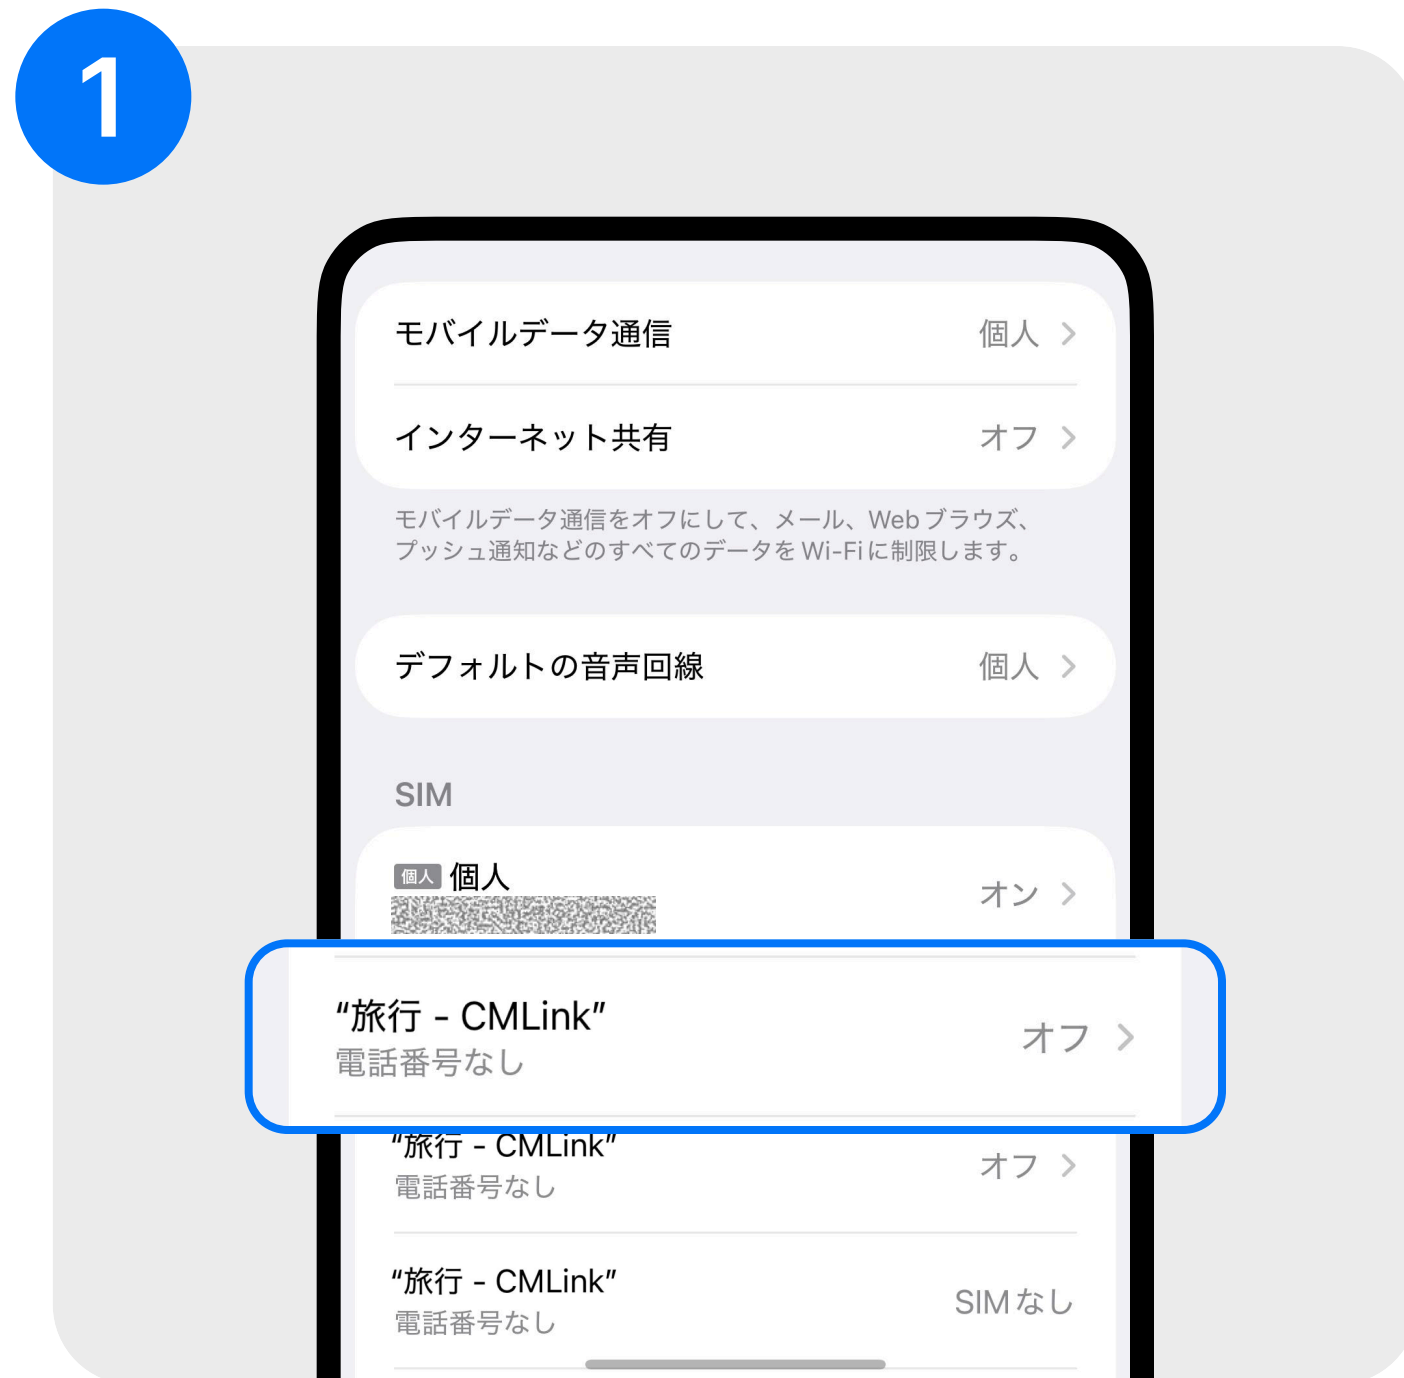 1
モバイルデータ通信 個人
インターネット共有 オフ
モバイルデータ通信をオフにして、メール、Webブラウズ、
プッシュ通知などのすべてのデータをWi-Fiに制限します。
デフォルトの音声回線 個人
SIM
個人 個人 オン
“旅行 - CMLink” オフ
電話番号なし
“旅行 - CMLink” オフ
電話番号なし
“旅行 - CMLink” SIMなし
電話番号なし